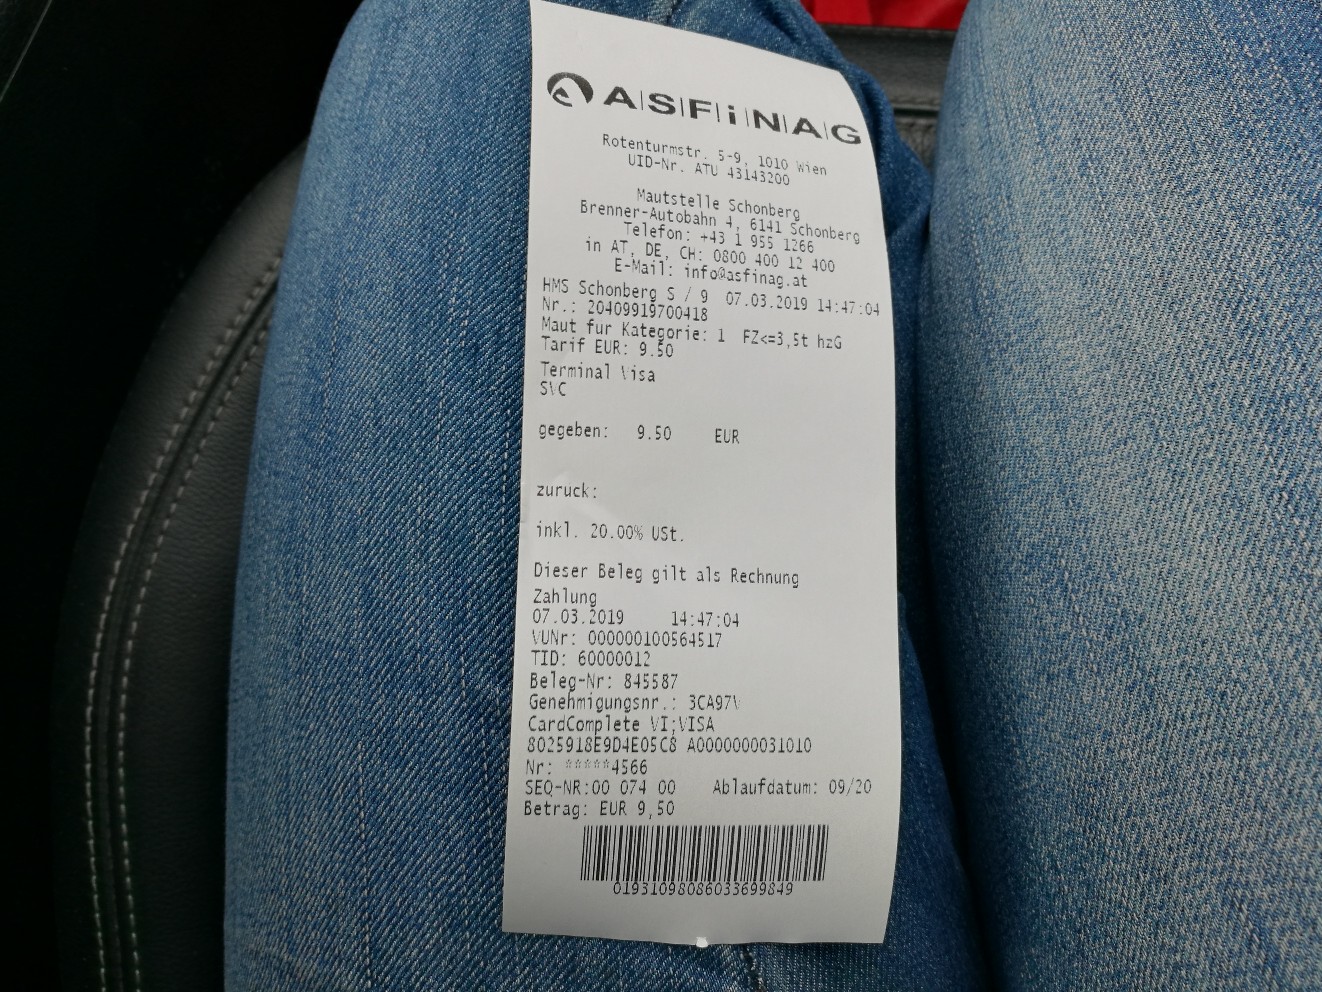 ASFiNAG
Rotenturmstr. 5-9, 1010 Wien
UID-Nr. ATU 43143200
Mautstelle Schonberg
Brenner-Autobahn 4, 6141 Schonberg
Telefon: +43 1 955 1266
in AT, DE, CH: 0800 400 12 400
E-Mail: info@asfinag.at
HMS Schonberg S / 9 07.03.2019 14:47:04
Nr.: 20409919700418
Maut fur Kategorie: 1 FZ<=3,5t hzG
Tarif EUR: 9.50
Terminal Visa
SVC
gegeben: 9.50 EUR
zuruck:
inkl. 20.00% USt.
Dieser Beleg gilt als Rechnung
Zahlung
07.03.2019 14:47:04
VUNr: 000000100564517
TID: 60000012
Beleg-Nr: 845587
Genehmigungsnr.: 3CA97V
CardComplete VI;VISA
8025918E9D4E05C8 A0000000031010
Nr: *****4566
SEQ-NR:00 074 00 Ablaufdatum: 09/20
Betrag: EUR 9,50
01931098086033699849